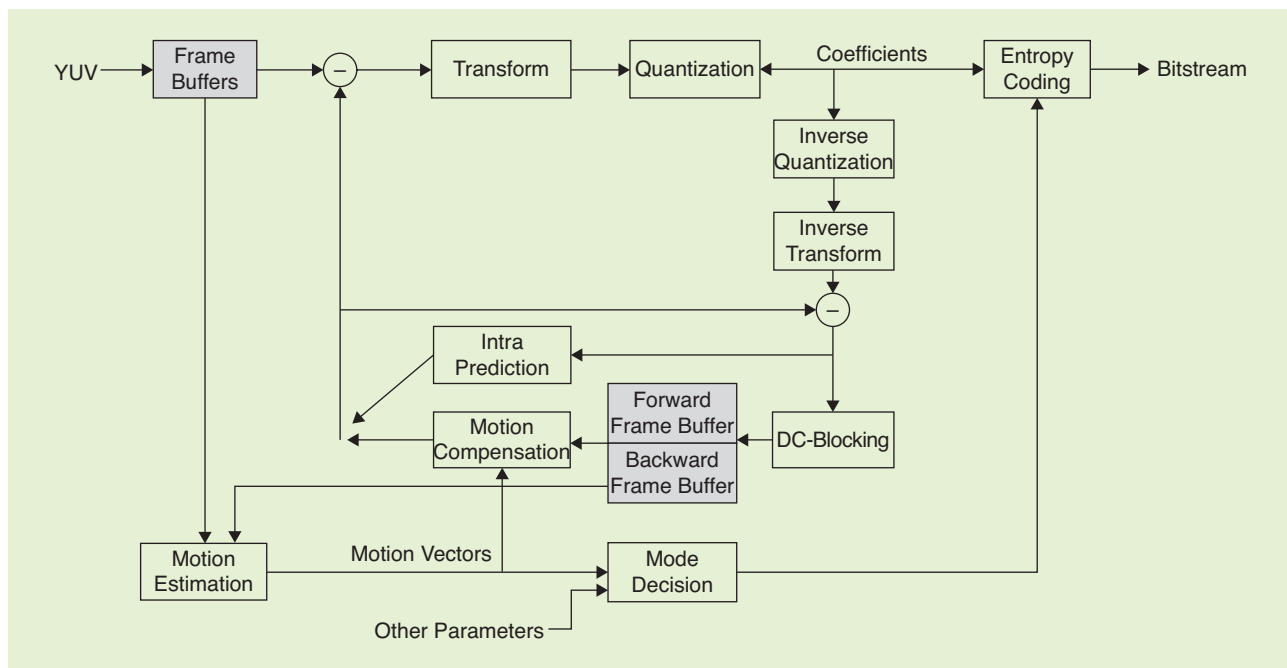 YUV
Frame
Buffers
−
Transform
Quantization
Coefficients
Entropy
Coding
Bitstream
Inverse
Quantization
Inverse
Transform
−
Intra
Prediction
Forward
Frame Buffer
Motion
Compensation
DC-Blocking
Backward
Frame Buffer
Motion
Estimation
Motion Vectors
Mode
Decision
Other Parameters